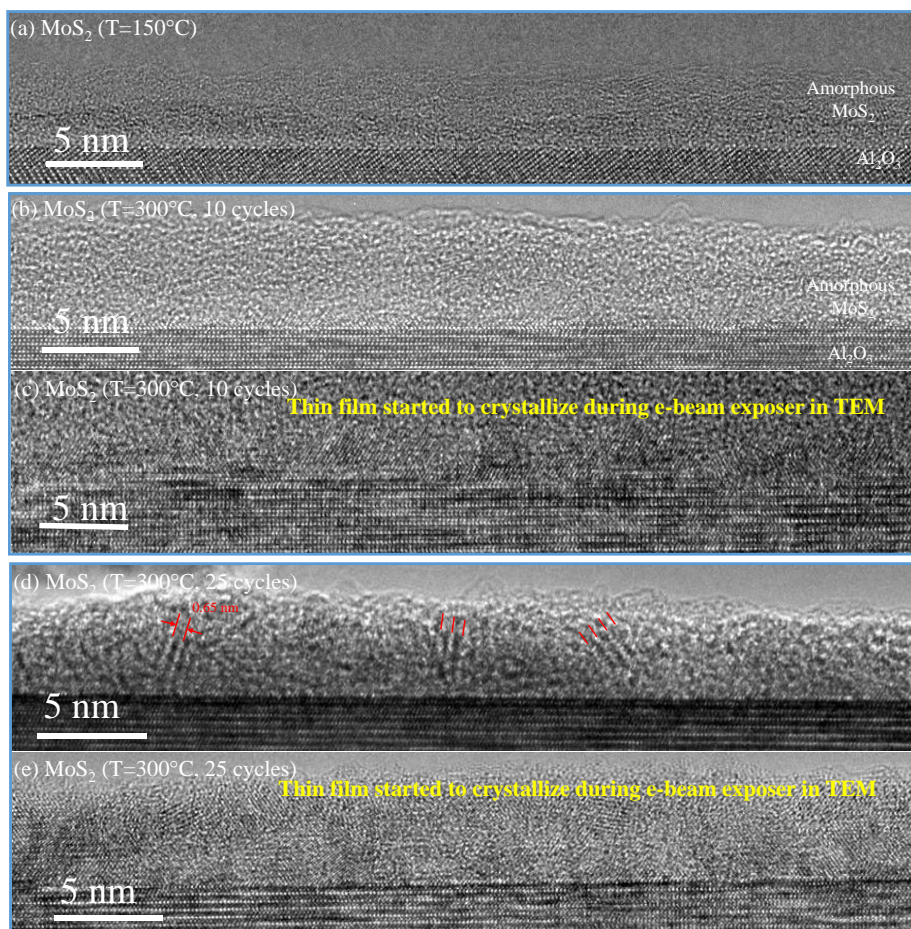 (a) MoS₂ (T=150°C)
Amorphous
MoS₂
Al₂O₃
5 nm
(b) MoS₂ (T=300°C, 10 cycles)
Amorphous
MoS₂
Al₂O₃
5 nm
(c) MoS₂ (T=300°C, 10 cycles)
Thin film started to crystallize during e-beam exposer in TEM
5 nm
(d) MoS₂ (T=300°C, 25 cycles)
0.65 nm
5 nm
(e) MoS₂ (T=300°C, 25 cycles)
Thin film started to crystallize during e-beam exposer in TEM
5 nm